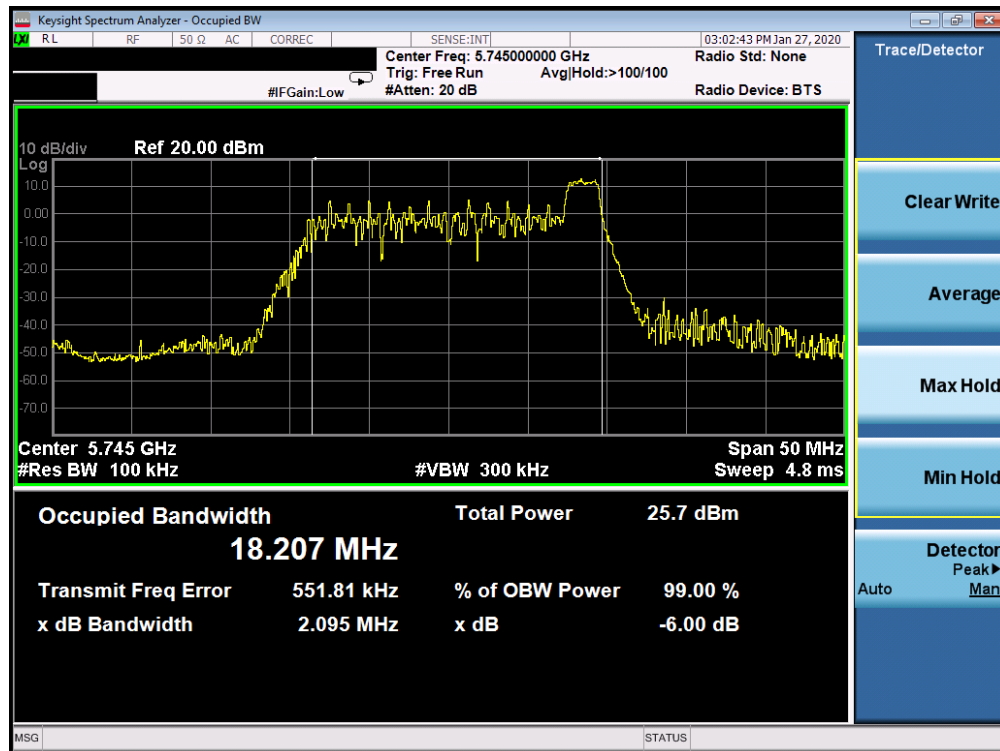 Keysight Spectrum Analyzer - Occupied BW
LXI RL RF 50 Ω AC CORREC SENSE:INT 03:02:43 PM Jan 27, 2020
Center Freq: 5.745000000 GHz Radio Std: None
Trig: Free Run Avg|Hold:>100/100
#IFGain:Low #Atten: 20 dB Radio Device: BTS
10 dB/div Ref 20.00 dBm
Log
10.0
0.00
-10.0
-20.0
-30.0
-40.0
-50.0
-60.0
-70.0
Center 5.745 GHz Span 50 MHz
#Res BW 100 kHz #VBW 300 kHz Sweep 4.8 ms
Occupied Bandwidth Total Power 25.7 dBm
18.207 MHz
Transmit Freq Error 551.81 kHz % of OBW Power 99.00 %
x dB Bandwidth 2.095 MHz x dB -6.00 dB
MSG STATUS
Trace/Detector
Clear Write
Average
Max Hold
Min Hold
Detector
Peak▶
Auto Man